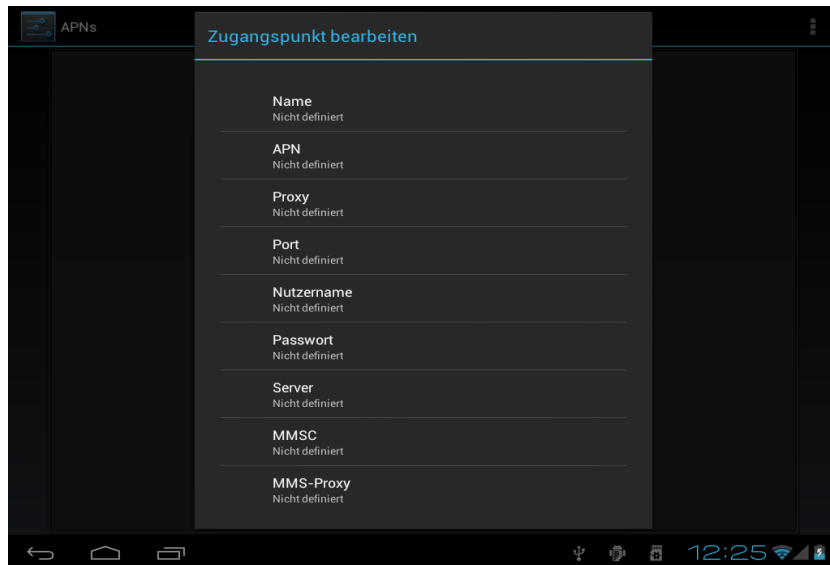 APNs
Zugangspunkt bearbeiten
Name
Nicht definiert
APN
Nicht definiert
Proxy
Nicht definiert
Port
Nicht definiert
Nutzername
Nicht definiert
Passwort
Nicht definiert
Server
Nicht definiert
MMSC
Nicht definiert
MMS-Proxy
Nicht definiert
12:25